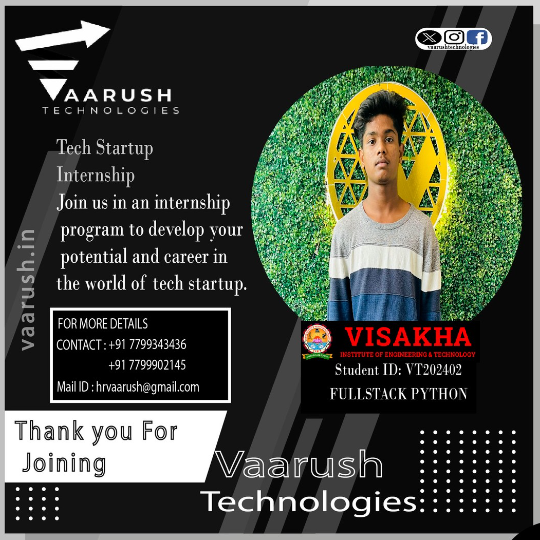 VAARUSH
TECHNOLOGIES
vaarushtechnologies
Tech Startup
Internship
Join us in an internship
program to develop your
potential and career in
the world of tech startup.
vaarush.in
FOR MORE DETAILS
CONTACT : +91 7799343436
+91 7799902145
Mail ID : hrvaarush@gmail.com
VISAKHA
INSTITUTE OF ENGINEERING & TECHNOLOGY
Student ID: VT202402
FULLSTACK PYTHON
Thank you For
Joining
Vaarush
Technologies